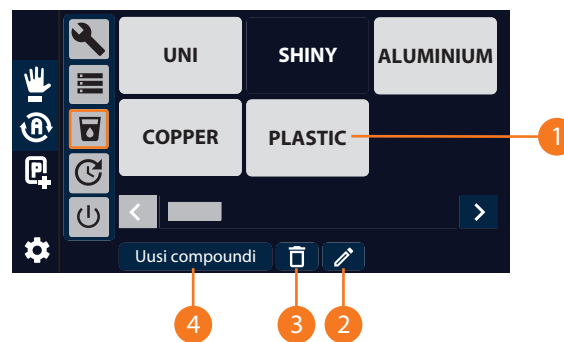 UNI SHINY ALUMINIUM
A
COPPER PLASTIC 1
P
Uusi compoundi
4 3 2